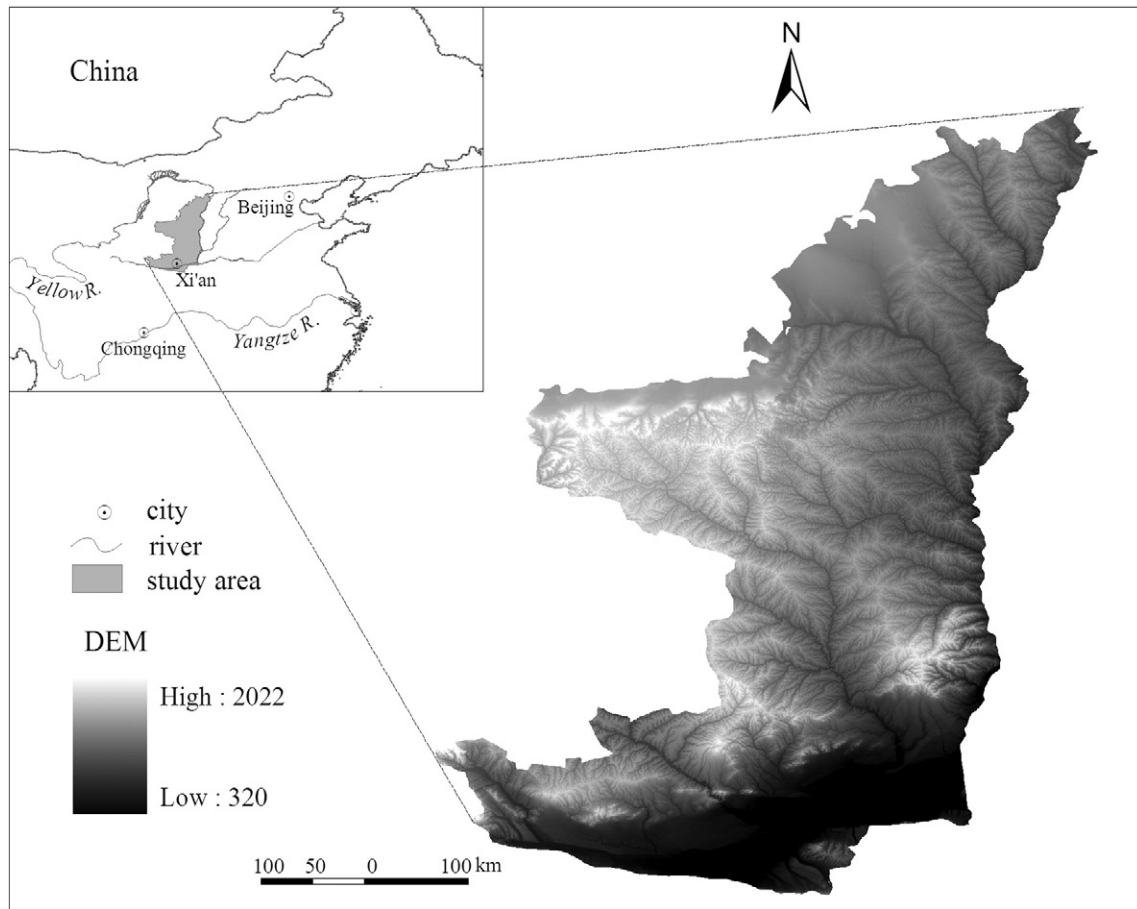 China
N
Beijing
Xi'an
Yellow R.
Chongqing
Yangtze R.
city
river
study area
DEM
High : 2022
Low : 320
100 50 0 100 km